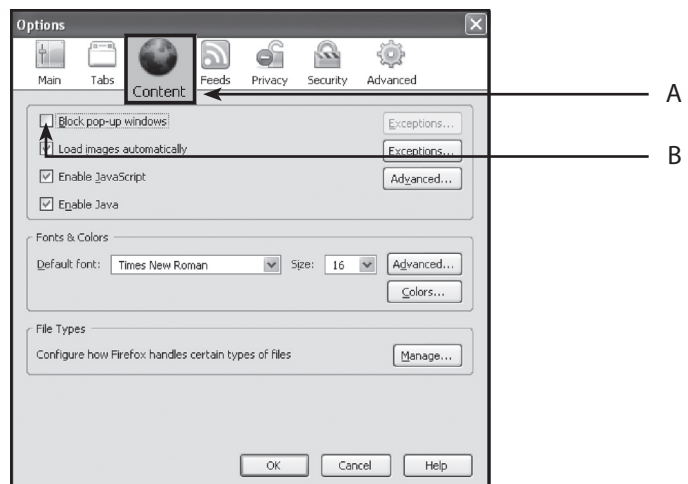 Options
Main Tabs Content Feeds Privacy Security Advanced
A
Block pop-up windows Exceptions...
Load images automatically Exceptions...
B
Enable JavaScript Advanced...
Enable Java
Fonts & Colors
Default font: Times New Roman Size: 16 Advanced...
Colors...
File Types
Configure how Firefox handles certain types of files Manage...
OK Cancel Help